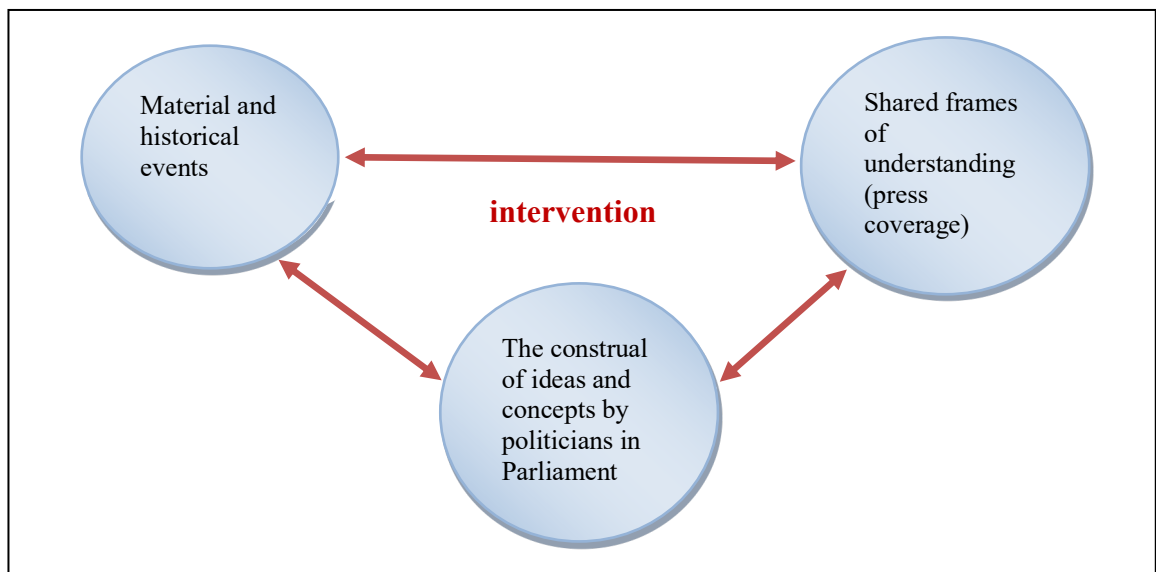 Material and
historical
events
Shared frames
of
understanding
(press
coverage)
intervention
The construal
of ideas and
concepts by
politicians in
Parliament